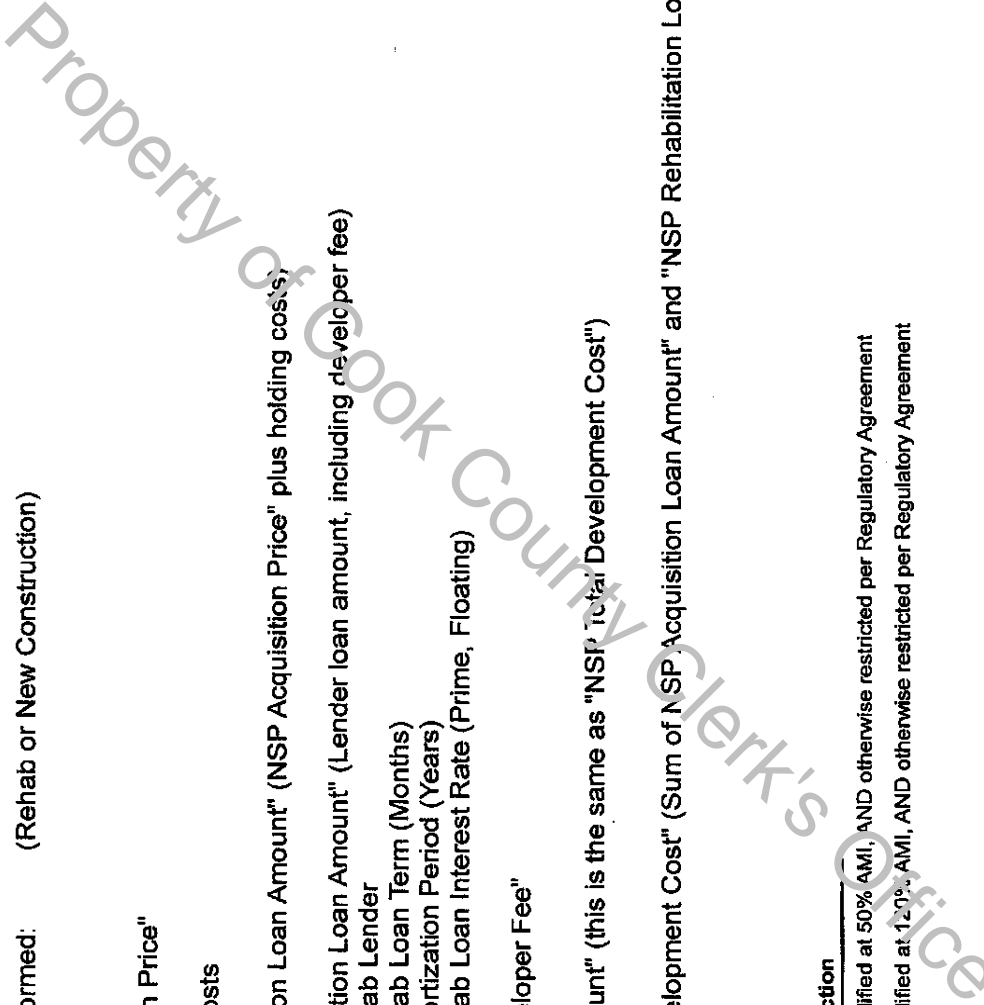 ormed: (Rehab or New Construction)
n Price"
osts
on Loan Amount" (NSP Acquisition Price" plus holding costs)
tion Loan Amount" (Lender loan amount, including developer fee)
ab Lender
ab Loan Term (Months)
ortization Period (Years)
ab Loan Interest Rate (Prime, Floating)
loper Fee"
unt" (this is the same as "NSP Total Development Cost")
lopment Cost" (Sum of NSP Acquisition Loan Amount" and "NSP Rehabilitation Lo
ction
lified at 50% AMI, AND otherwise restricted per Regulatory Agreement
lified at 120% AMI, AND otherwise restricted per Regulatory Agreement
Property of Cook County Clerk's Office